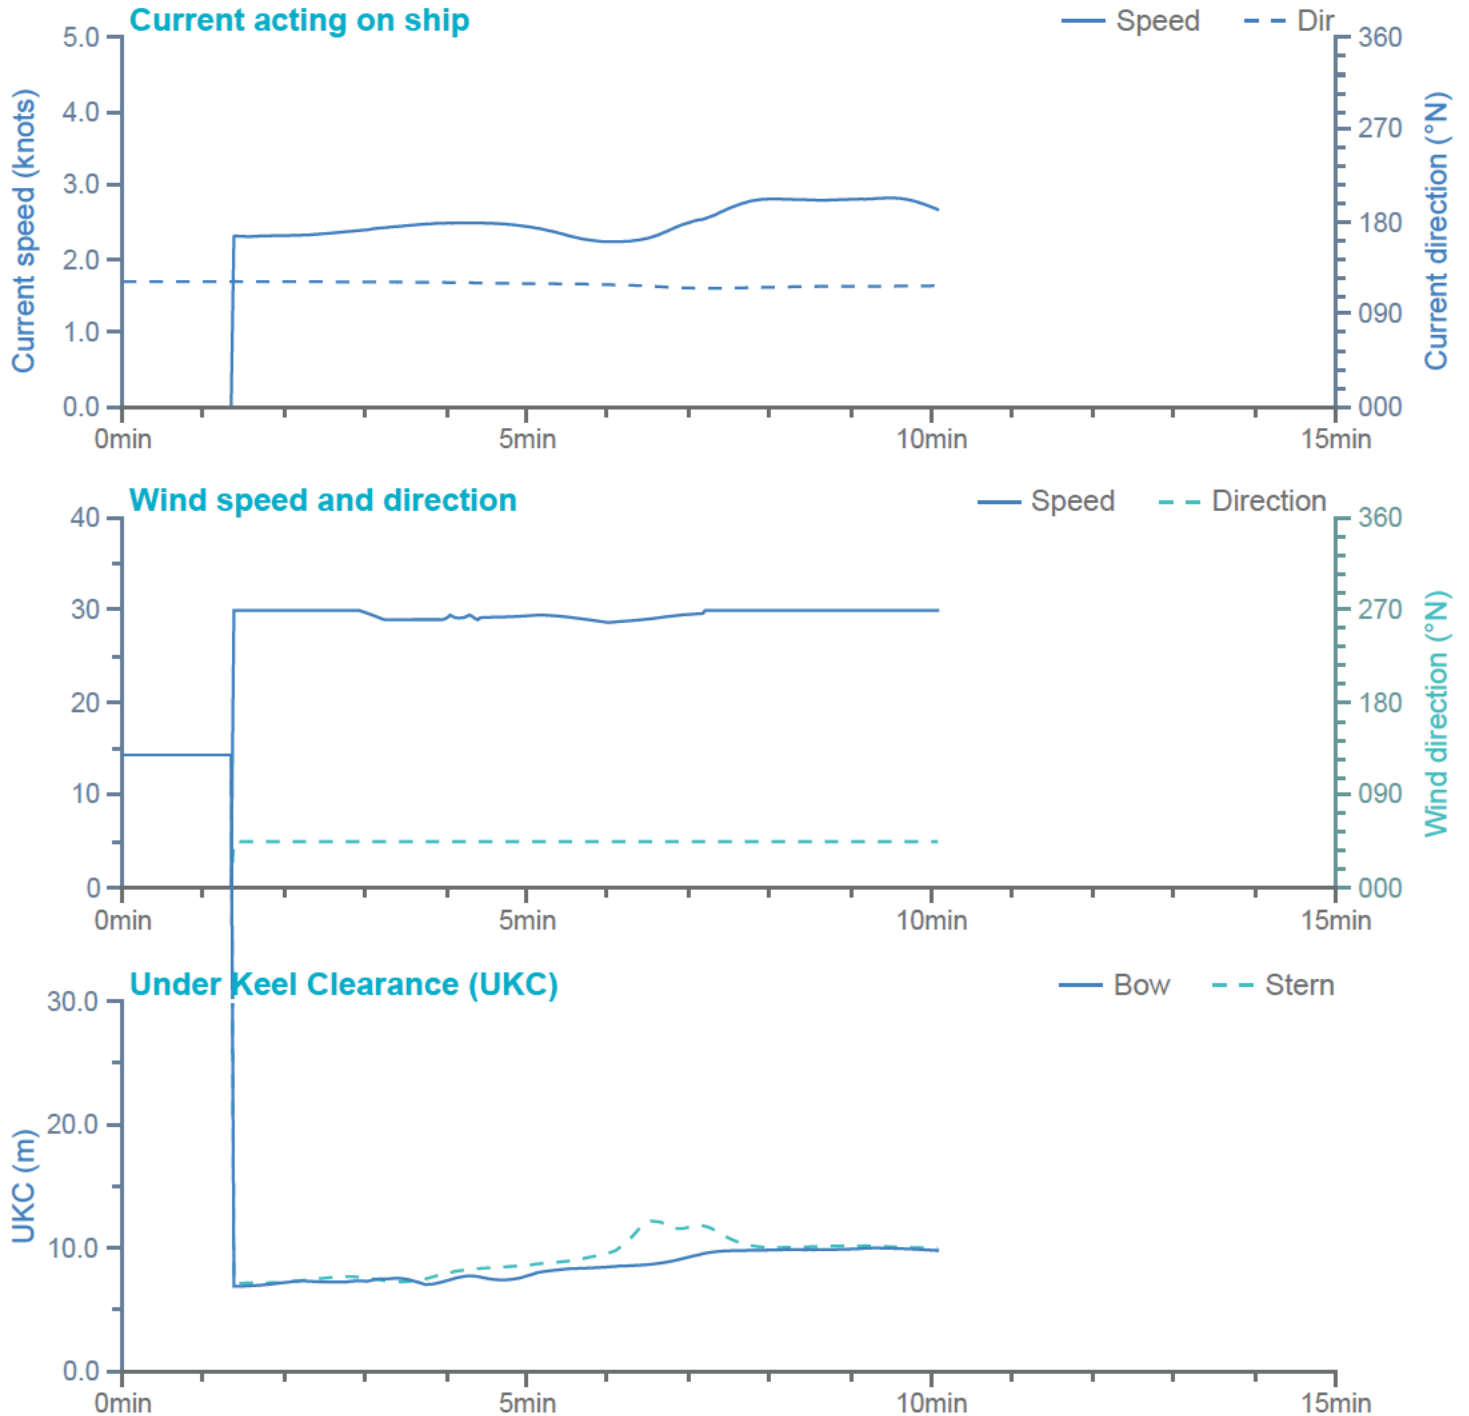 Current acting on ship
Speed Dir
Current speed (knots)
5.0
4.0
3.0
2.0
1.0
0.0
360
270
180
090
000
Current direction (°N)
0min 5min 10min 15min
Wind speed and direction
Speed Direction
40
30
20
10
0
360
270
180
090
000
Wind direction (°N)
0min 5min 10min 15min
Under Keel Clearance (UKC)
Bow Stern
UKC (m)
30.0
20.0
10.0
0.0
0min 5min 10min 15min